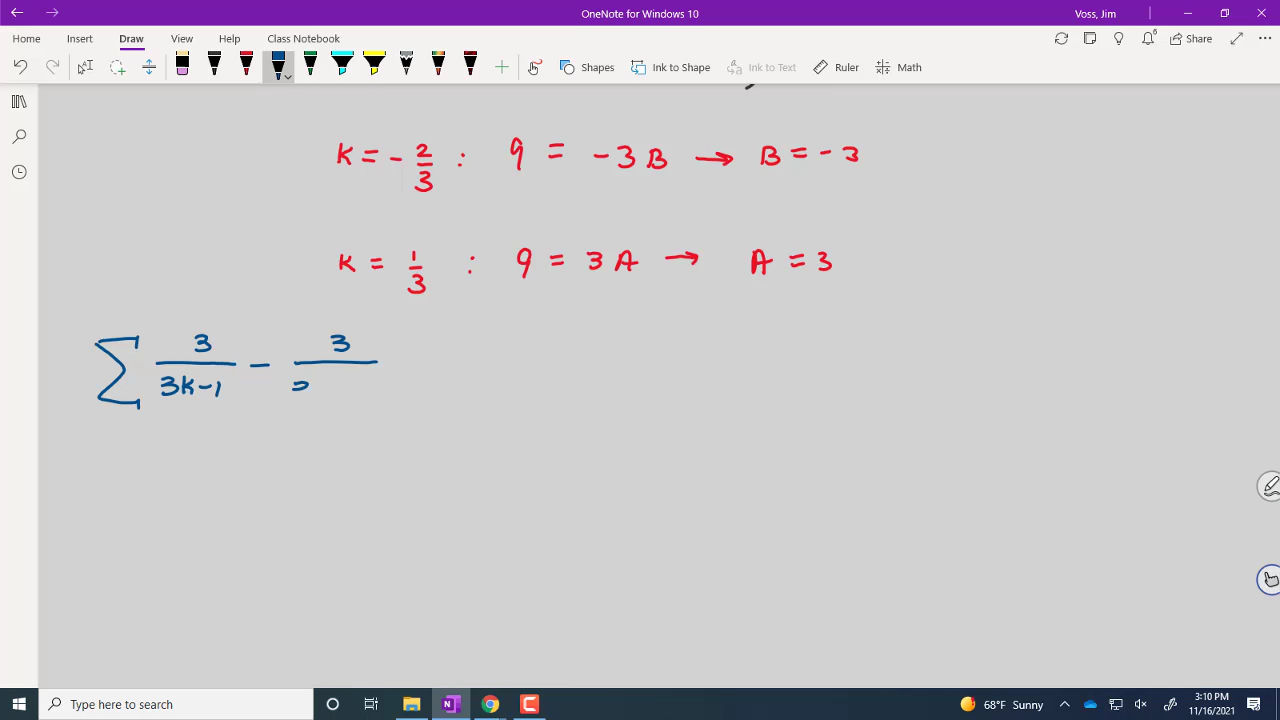 OneNote for Windows 10
Voss, Jim
Home Insert Draw View Help Class Notebook
6 Share
Shapes Ink to Shape Ink to Text Ruler Math
K = -2/3 : 9 = -3B → B = -3
K = 1/3 : 9 = 3A → A = 3
∑ 3/(3K-1) - 3/
Type here to search
68°F Sunny
3:10 PM
11/16/2021